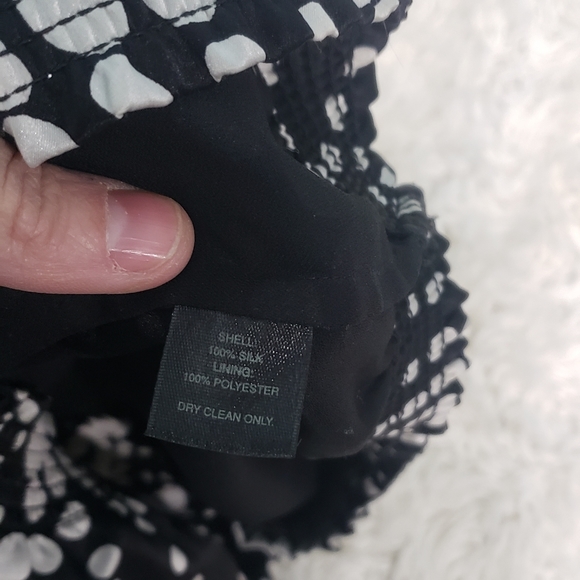 SHELL:
100% SILK
LINING:
100% POLYESTER
DRY CLEAN ONLY.